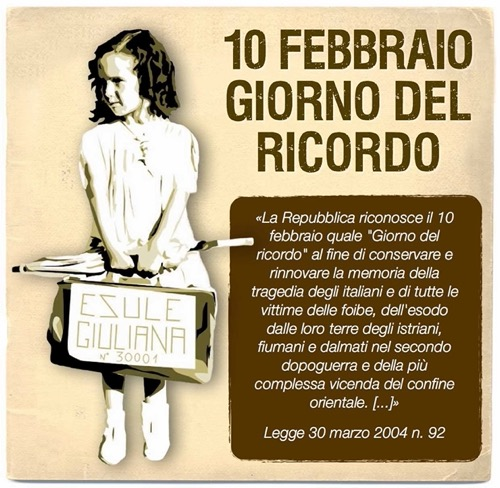 10 FEBBRAIO
GIORNO DEL
RICORDO
«La Repubblica riconosce il 10
febbraio quale "Giorno del
ricordo" al fine di conservare e
rinnovare la memoria della
tragedia degli italiani e di tutte le
vittime delle foibe, dell'esodo
dalle loro terre degli istriani,
fiumani e dalmati nel secondo
dopoguerra e della più
complessa vicenda del confine
orientale. [...]»
Legge 30 marzo 2004 n. 92
ESULE
GIULIANA
N° 30001